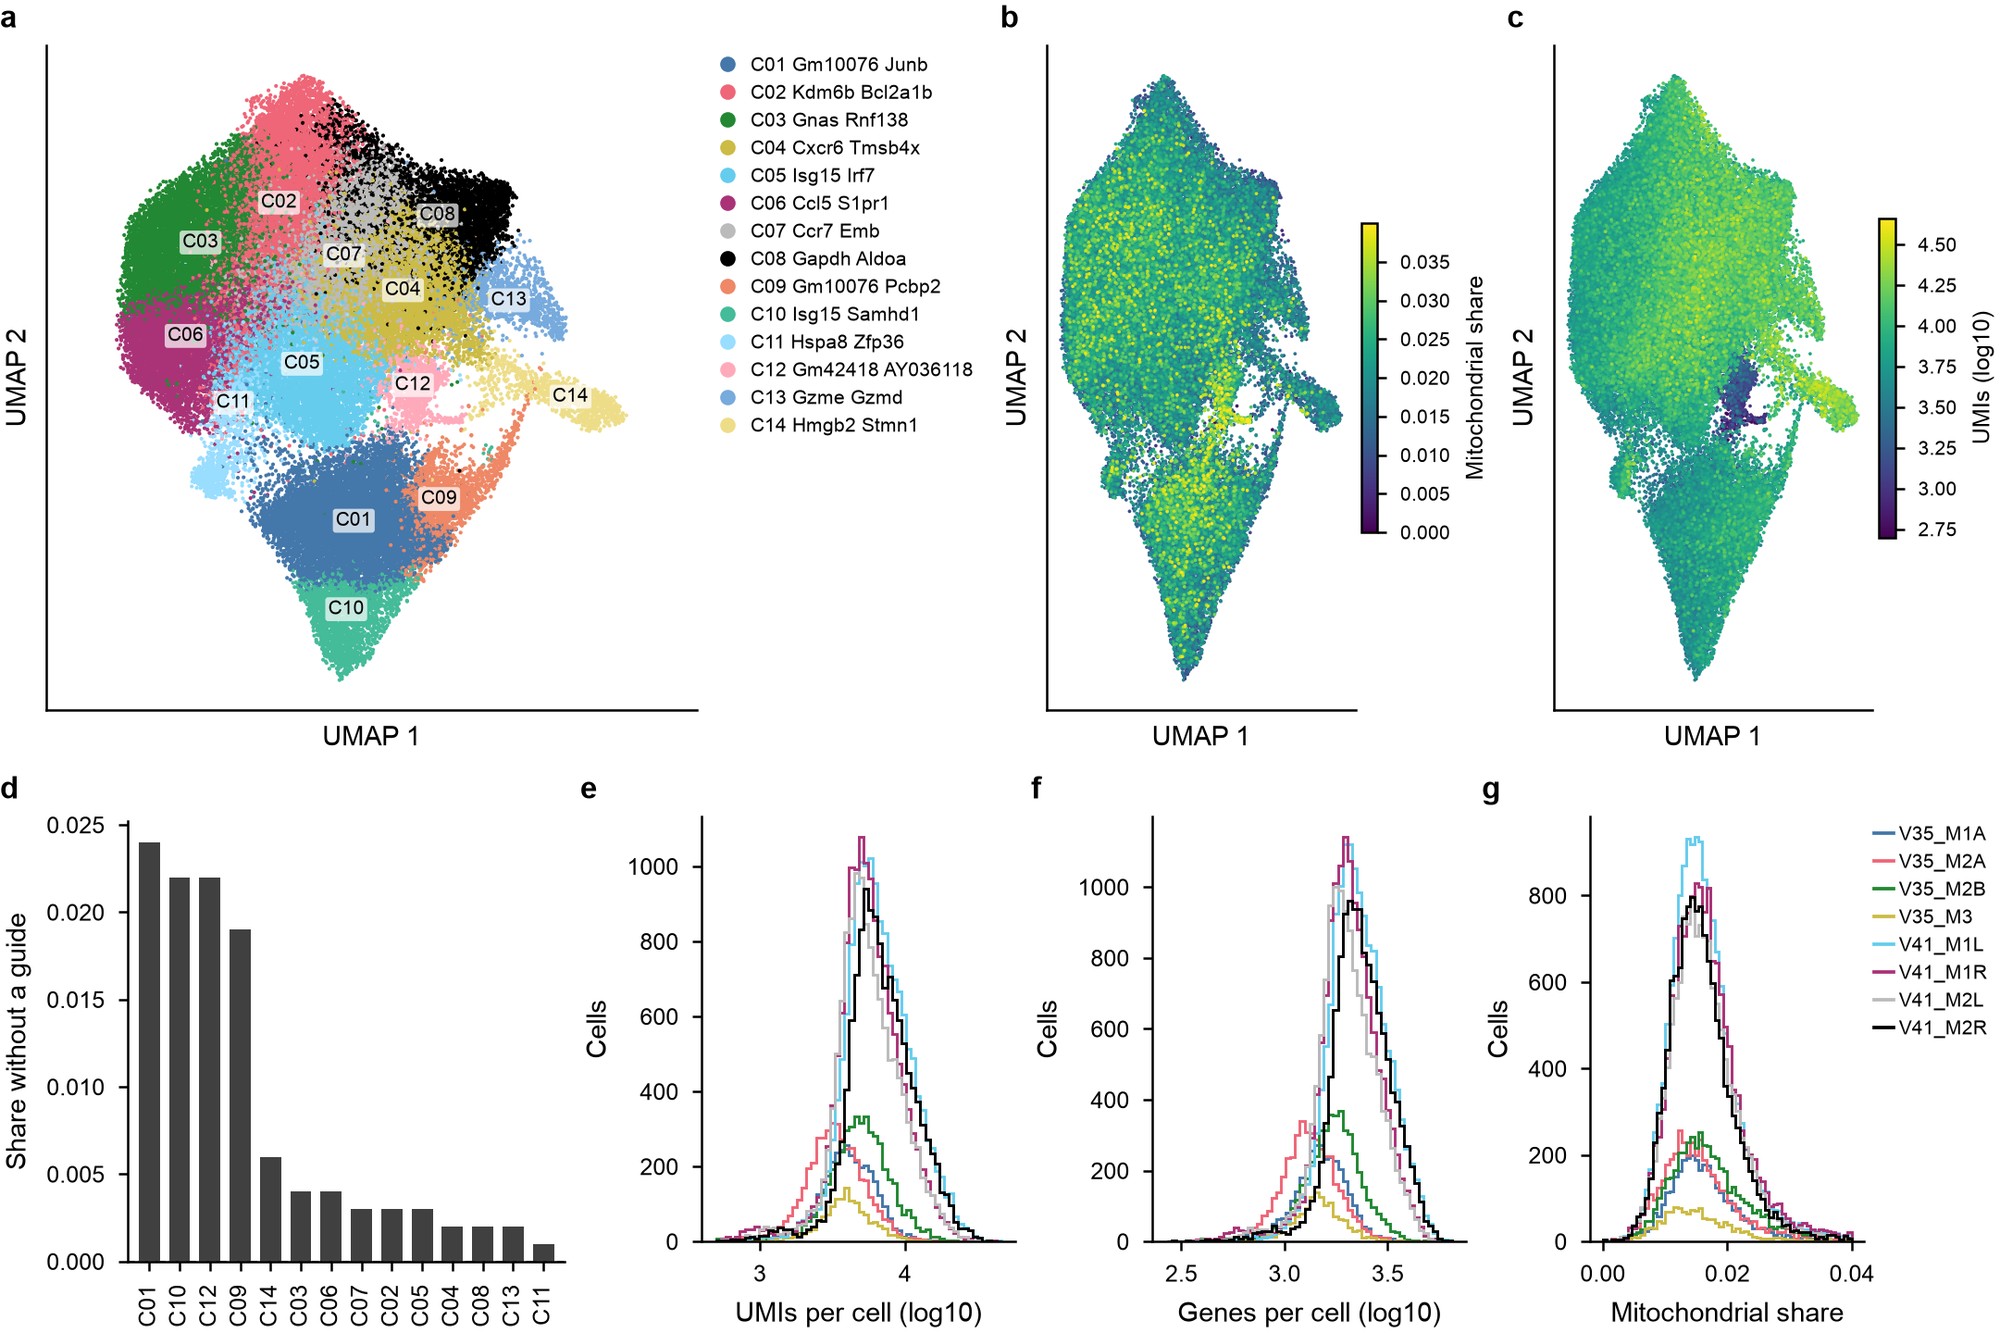 a
UMAP 2
UMAP 1
C02
C03
C08
C07
C04
C13
C06
C05
C12
C11
C14
C09
C01
C10
C01 Gm10076 Junb
C02 Kdm6b Bcl2a1b
C03 Gnas Rnf138
C04 Cxcr6 Tmsb4x
C05 Isg15 Irf7
C06 Ccl5 S1pr1
C07 Ccr7 Emb
C08 Gapdh Aldoa
C09 Gm10076 Pcbp2
C10 Isg15 Samhd1
C11 Hspa8 Zfp36
C12 Gm42418 AY036118
C13 Gzme Gzmd
C14 Hmgb2 Stmn1
b
UMAP 2
UMAP 1
0.035
0.030
0.025
0.020
0.015
0.010
0.005
0.000
Mitochondrial share
c
UMAP 2
UMAP 1
4.50
4.25
4.00
3.75
3.50
3.25
3.00
2.75
UMIs (log10)
d
Share without a guide
0.025
0.020
0.015
0.010
0.005
0.000
C01
C10
C12
C09
C14
C03
C06
C07
C02
C05
C04
C08
C13
C11
e
Cells
1000
800
600
400
200
0
3
4
UMIs per cell (log10)
f
Cells
1000
800
600
400
200
0
2.5
3.0
3.5
Genes per cell (log10)
g
Cells
800
600
400
200
0
0.00
0.02
0.04
Mitochondrial share
V35_M1A
V35_M2A
V35_M2B
V35_M3
V41_M1L
V41_M1R
V41_M2L
V41_M2R